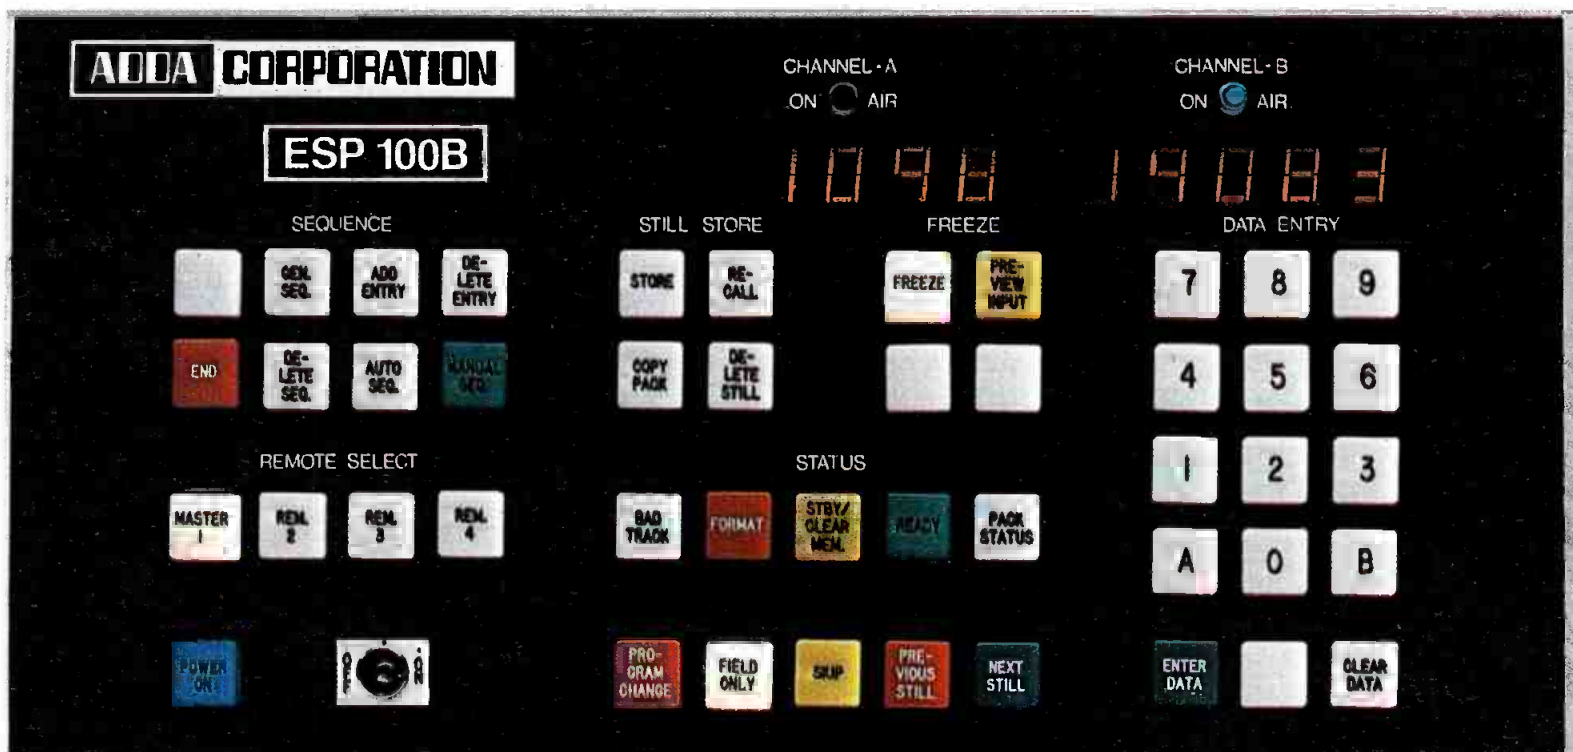 ADDA CORPORATION
ESP 100B
CHANNEL-A
ON AIR
CHANNEL-B
ON AIR
SEQUENCE
GEN. SEQ.
ADD ENTRY
DE-
LETE
ENTRY
END
DE-
LETE
SEQ.
AUTO
SEQ.
MANUAL
SEQ.
STILL STORE
STORE
RE-
CALL
COPY
PACK
DE-
LETE
STILL
FREEZE
FREEZE
PRE-
VIEW
INPUT
DATA ENTRY
7
8
9
4
5
6
1
2
3
A
0
B
ENTER
DATA
CLEAR
DATA
REMOTE SELECT
MASTER
1
REM.
2
REM.
3
REM.
4
POWER
ON
OFF
ON
STATUS
BAD
TRACK
FORMAT
STBY/
CLEAR
MEM.
READY
PACK
STATUS
PRO-
GRAM
CHANGE
FIELD
ONLY
SKIP
PRE-
VIOUS
STILL
NEXT
STILL